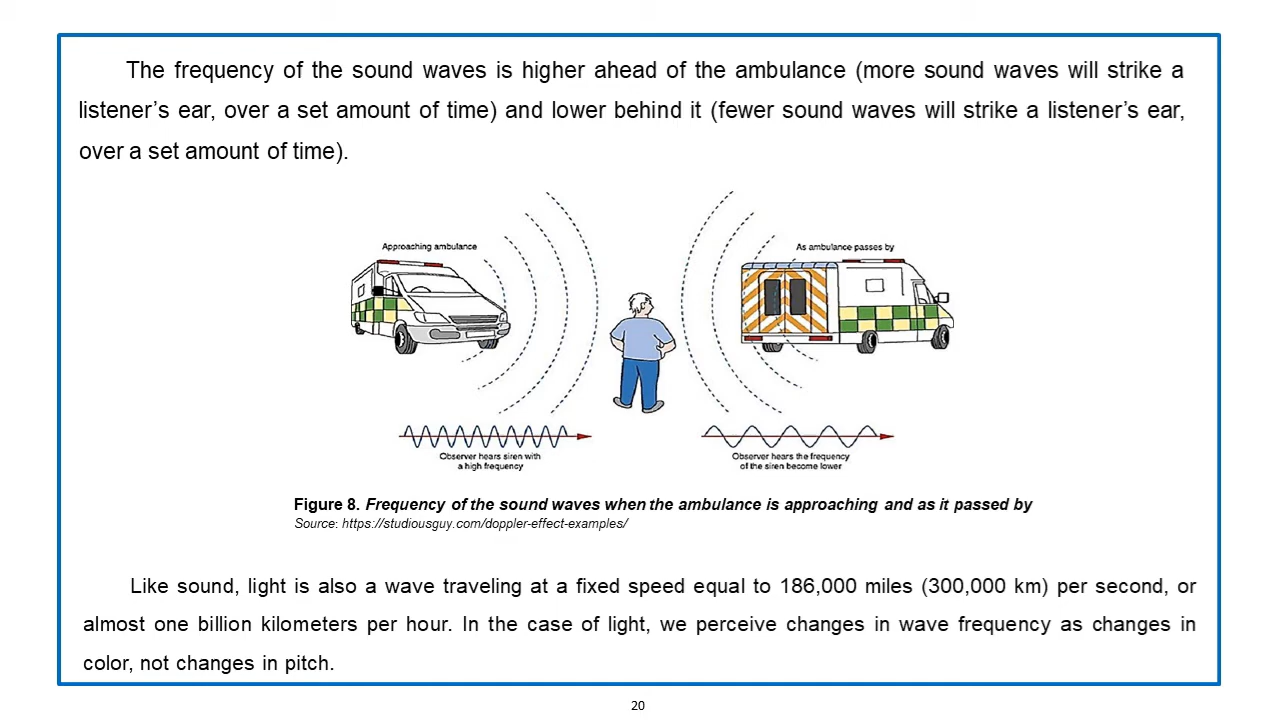 The frequency of the sound waves is higher ahead of the ambulance (more sound waves will strike a
listener’s ear, over a set amount of time) and lower behind it (fewer sound waves will strike a listener’s ear,
over a set amount of time).
Approaching ambulance
As ambulance passes by
Observer hears siren with
a high frequency
Observer hears the frequency
of the siren become lower
Figure 8. Frequency of the sound waves when the ambulance is approaching and as it passed by
Source: https://studiousguy.com/doppler-effect-examples/
Like sound, light is also a wave traveling at a fixed speed equal to 186,000 miles (300,000 km) per second, or
almost one billion kilometers per hour. In the case of light, we perceive changes in wave frequency as changes in
color, not changes in pitch.
20